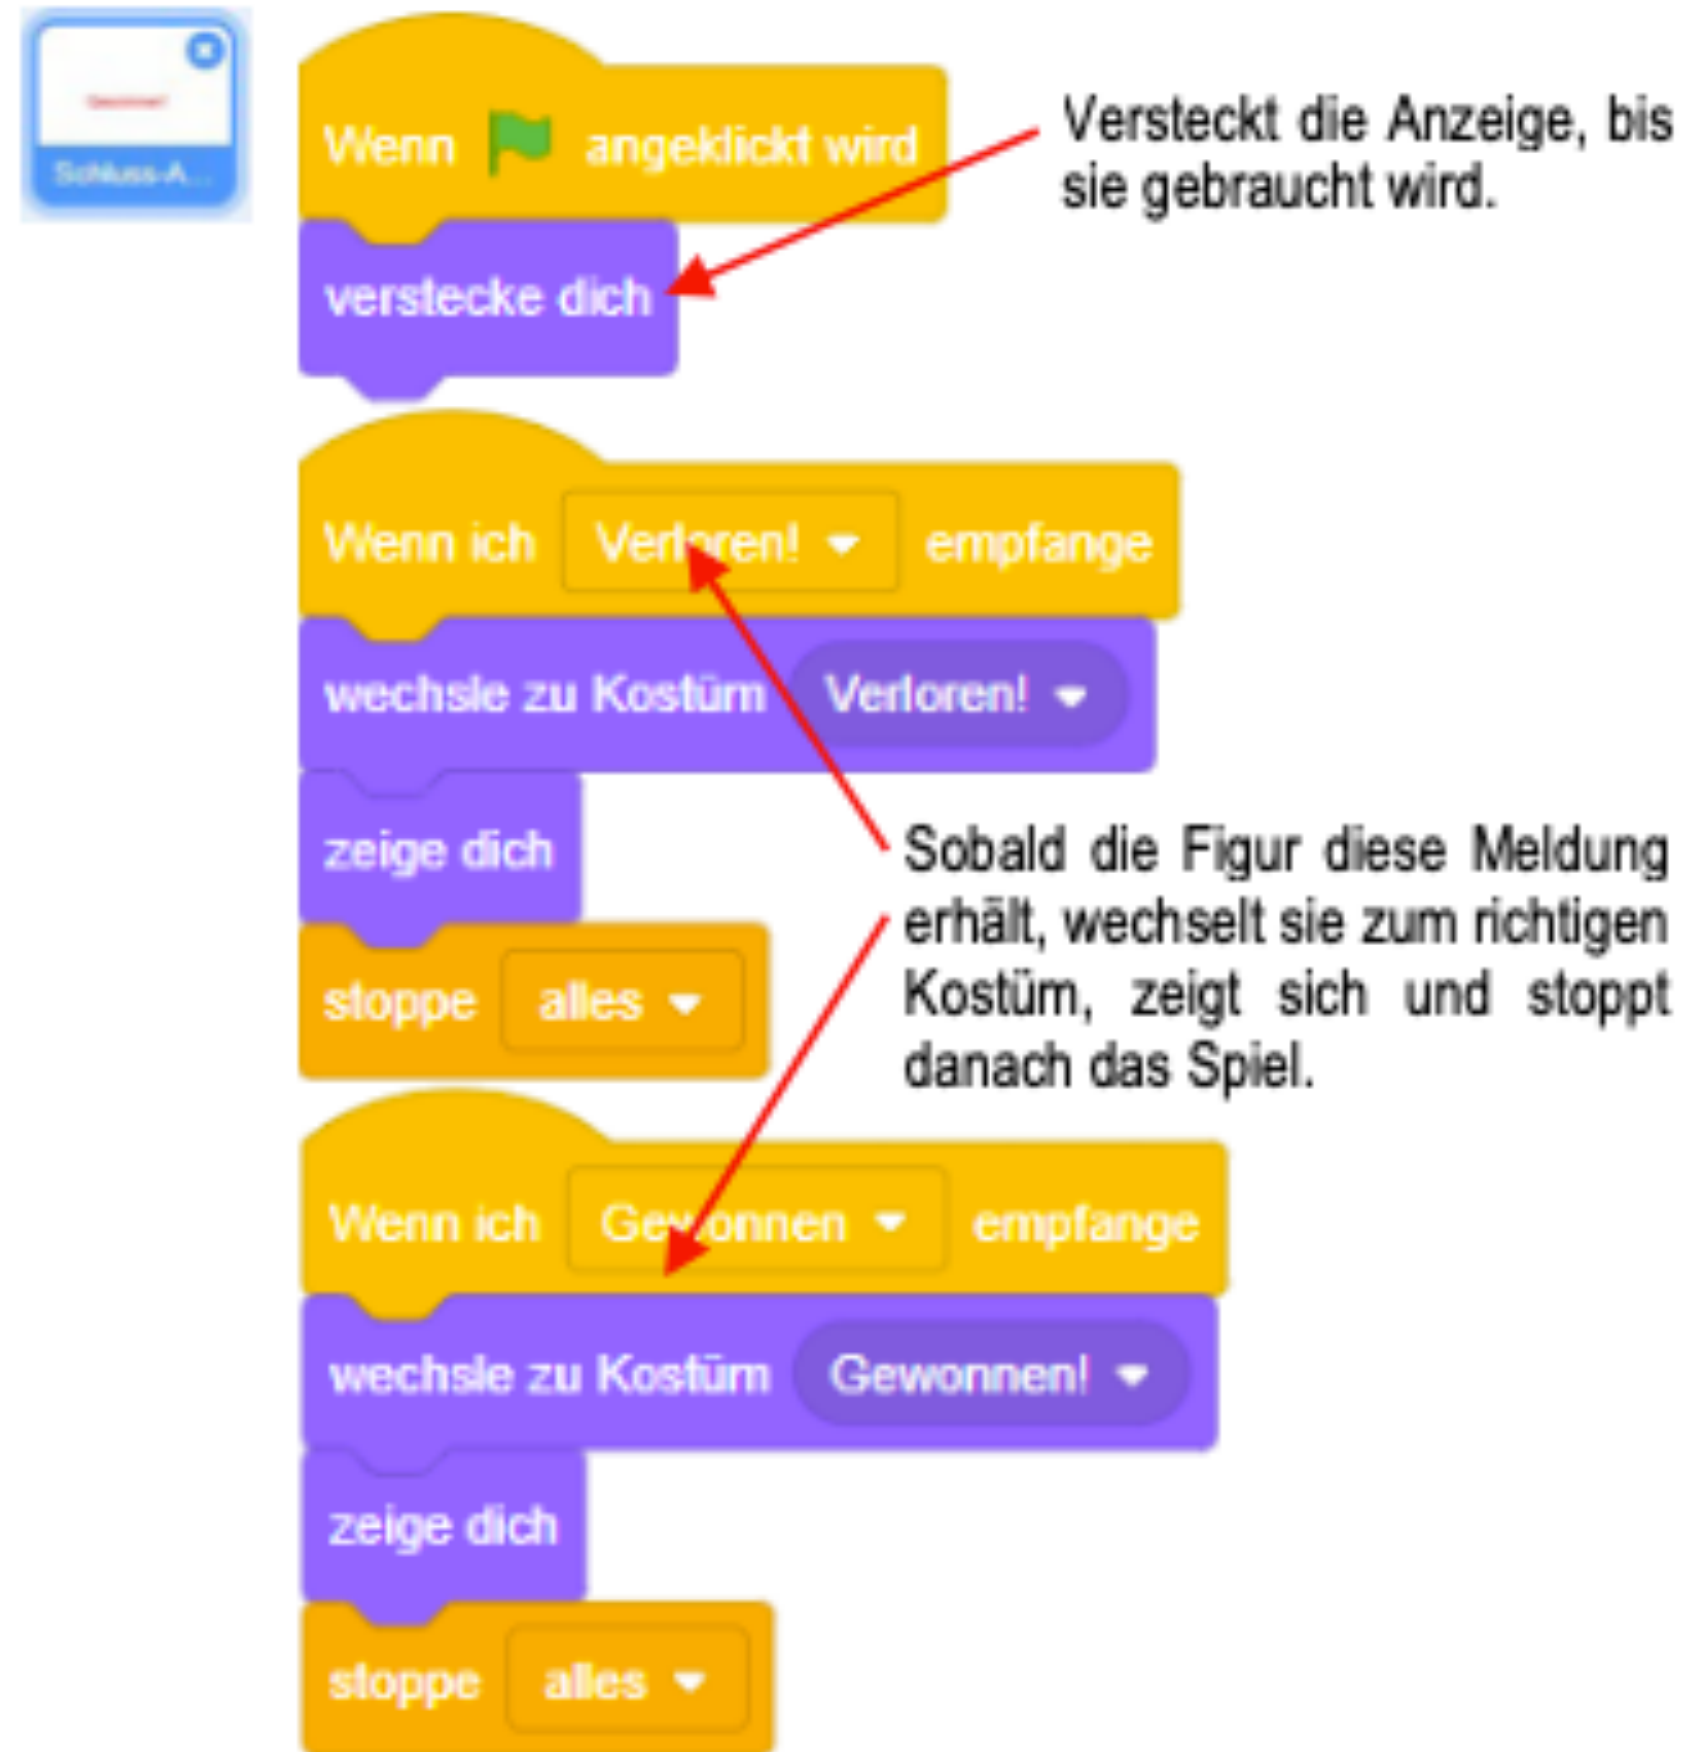 Schluss-A...
Wenn angeklickt wird
Versteckt die Anzeige, bis
sie gebraucht wird.
verstecke dich
Wenn ich Verloren! empfange
wechsle zu Kostüm Verloren!
zeige dich
stoppe alles
Sobald die Figur diese Meldung
erhält, wechselt sie zum richtigen
Kostüm, zeigt sich und stoppt
danach das Spiel.
Wenn ich Gewonnen empfange
wechsle zu Kostüm Gewonnen!
zeige dich
stoppe alles